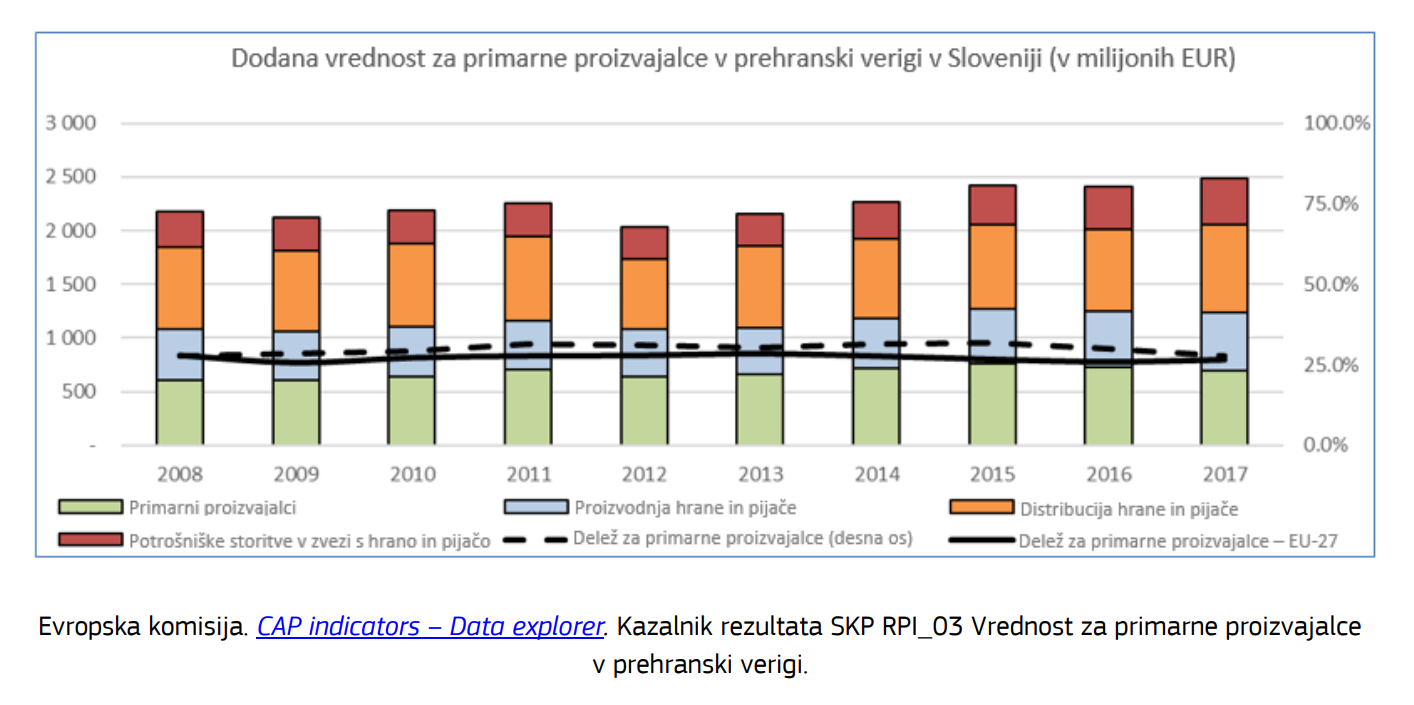 Dodana vrednost za primarne proizvajalce v prehranski verigi v Sloveniji (v milijonih EUR)
3 000 100.0%
2 500
2 000 75.0%
1 500 50.0%
1 000
500 25.0%
- 0.0%
2008 2009 2010 2011 2012 2013 2014 2015 2016 2017
Primarni proizvajalci Proizvodnja hrane in pijače Distribucija hrane in pijače
Potrošniške storitve v zvezi s hrano in pijačo Delež za primarne proizvajalce (desna os) Delež za primarne proizvajalce – EU-27
Evropska komisija. CAP indicators – Data explorer. Kazalnik rezultata SKP RPI_03 Vrednost za primarne proizvajalce
v prehranski verigi.